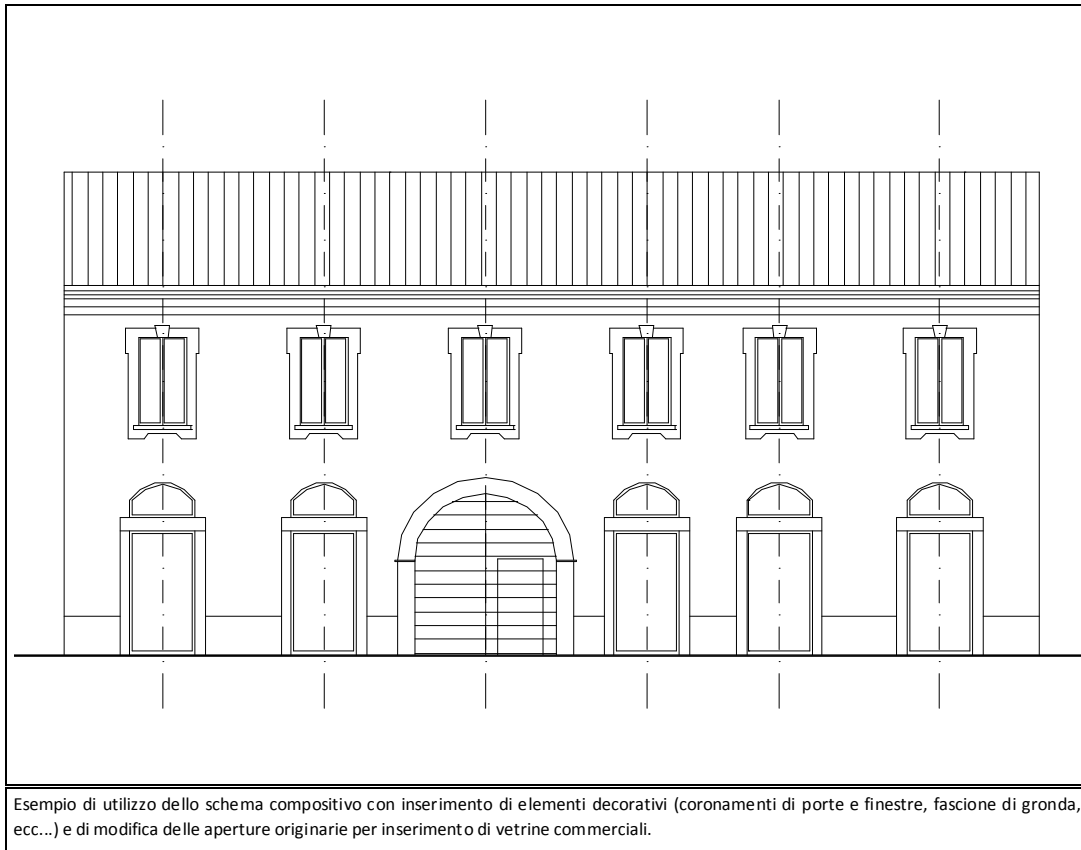 Esempio di utilizzo dello schema compositivo con inserimento di elementi decorativi (coronamenti di porte e finestre, fascione di gronda,
ecc...) e di modifica delle aperture originarie per inserimento di vetrine commerciali.